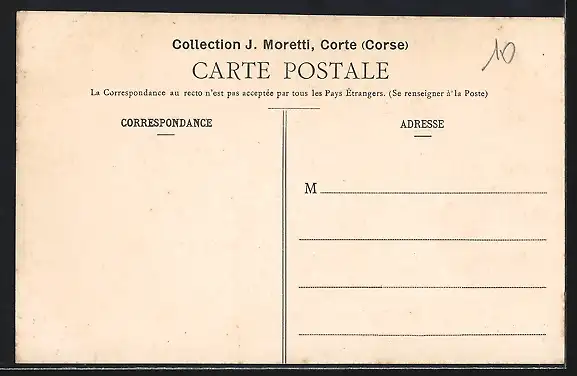 Collection J. Moretti, Corte (Corse)
10
CARTE POSTALE
La Correspondance au recto n'est pas acceptée par tous les Pays Étrangers. (Se renseigner à la Poste)
CORRESPONDANCE
ADRESSE
M